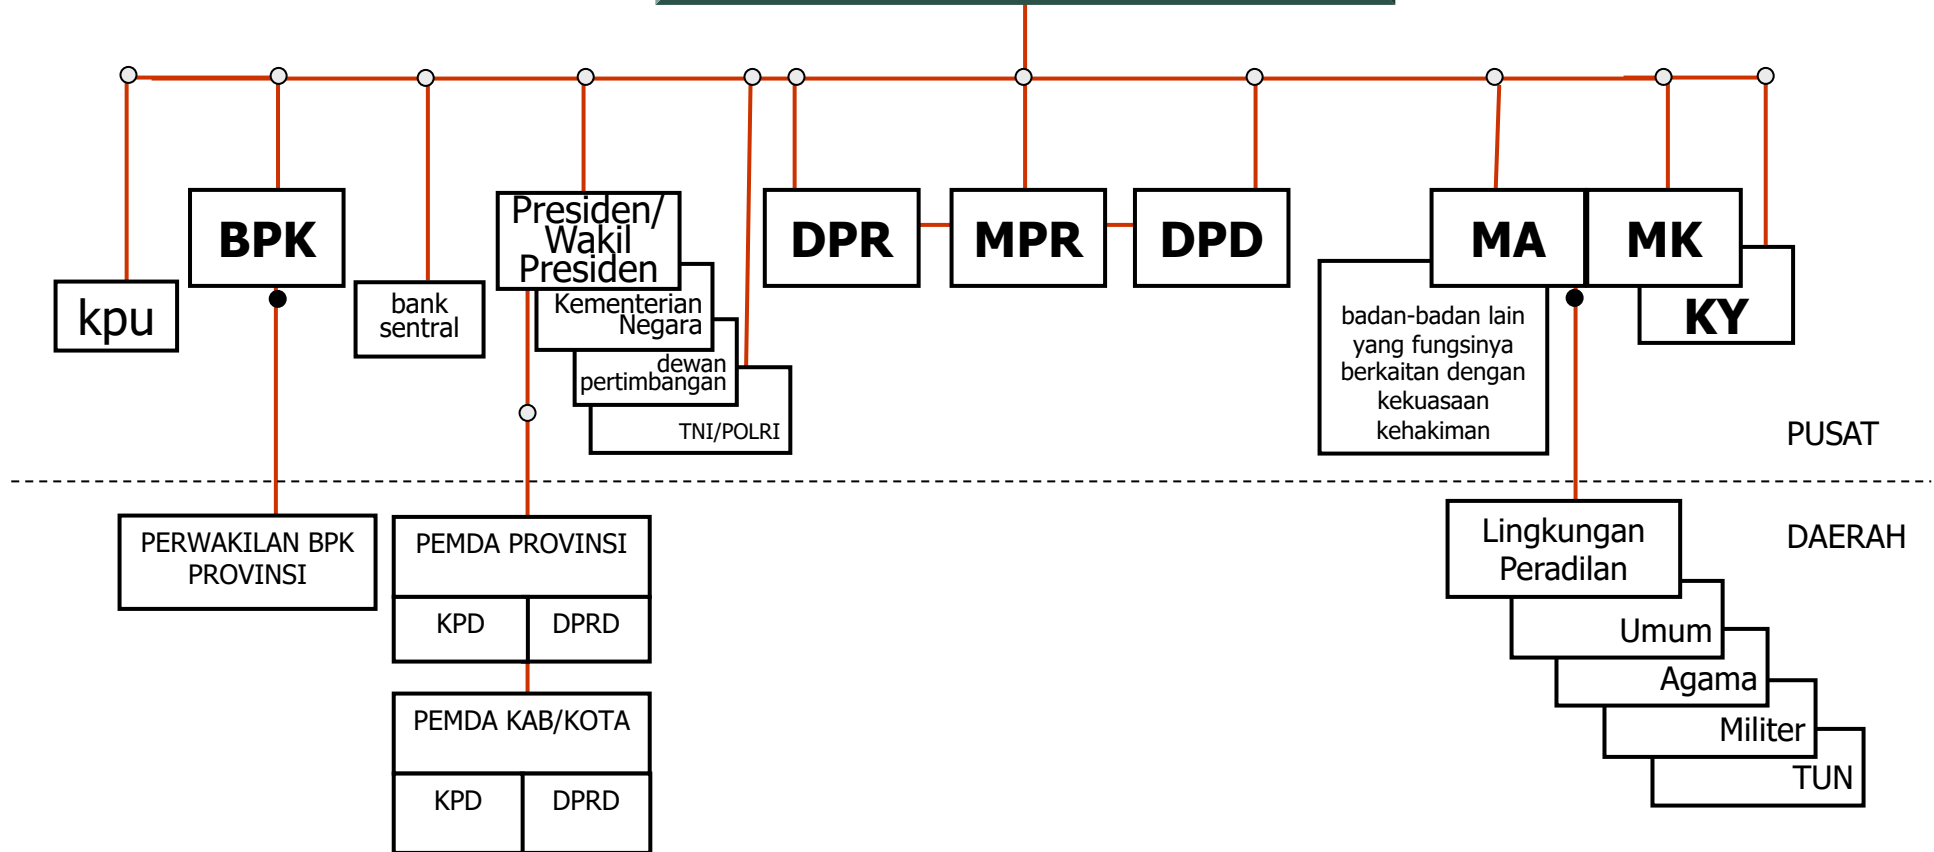 BPK
Presiden/
Wakil
Presiden
DPR
MPR
DPD
MA
MK
kpu
bank
sentral
Kementerian
Negara
dewan
pertimbangan
TNI/POLRI
badan-badan lain
yang fungsinya
berkaitan dengan
kekuasaan
kehakiman
KY
PUSAT
PERWAKILAN BPK
PROVINSI
PEMDA PROVINSI
KPD
DPRD
PEMDA KAB/KOTA
KPD
DPRD
Lingkungan
Peradilan
DAERAH
Umum
Agama
Militer
TUN